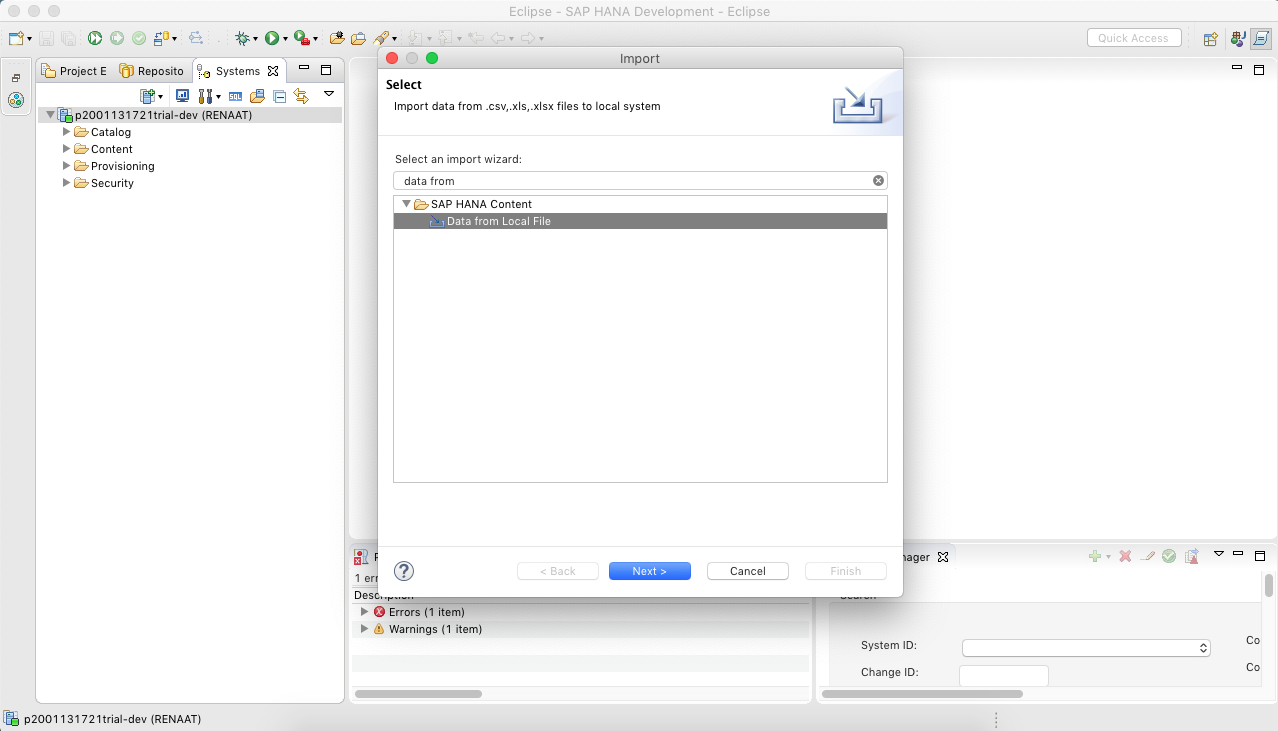 Eclipse - SAP HANA Development - Eclipse
Quick Access
Project E
Reposito
Systems
SQL
p2001131721trial-dev (RENAAT)
Catalog
Content
Provisioning
Security
Import
Select
Import data from .csv,.xls,.xlsx files to local system
Select an import wizard:
data from
SAP HANA Content
Data from Local File
?
< Back
Next >
Cancel
Finish
1 err
Description
Errors (1 item)
Warnings (1 item)
nager
Search
System ID:
Co
Change ID:
Co
p2001131721trial-dev (RENAAT)